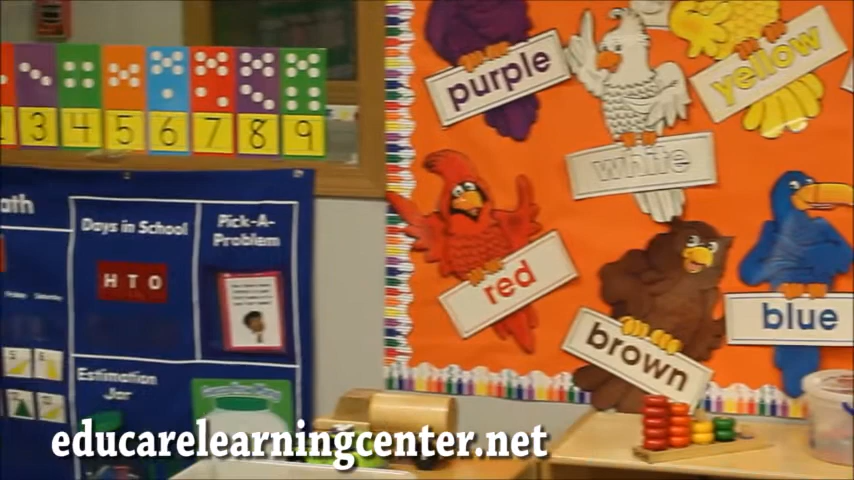 purple
yellow
white
red
blue
brown
3 4 5 6 7 8 9
ath
Days in School
Pick-A-
Problem
H T O
Estimation
Jar
educarelearningcenter.net